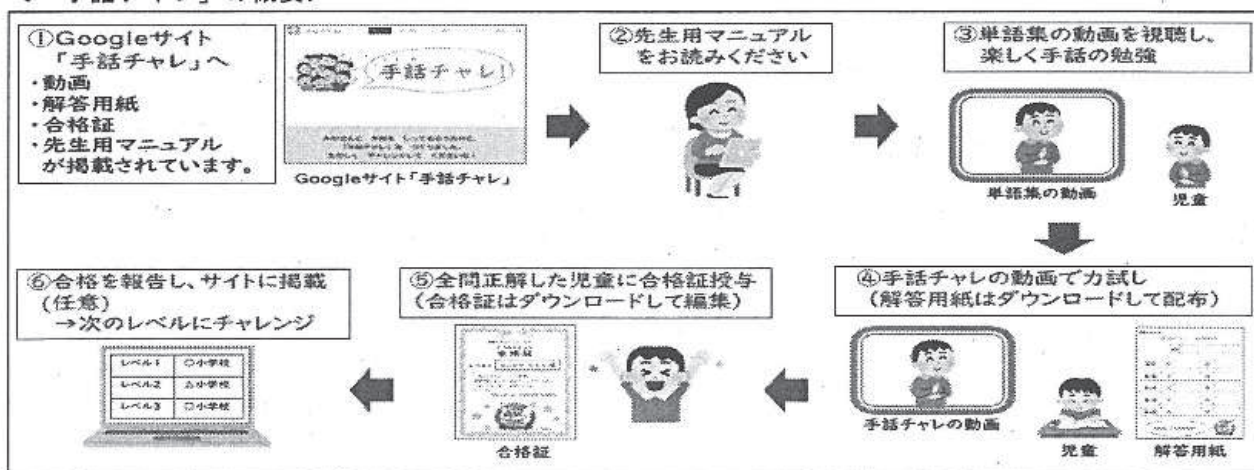 ①Googleサイト
「手話チャレ」へ
・動画
・解答用紙
・合格証
・先生用マニュアル
が掲載されています。
手話チャレ!
Googleサイト「手話チャレ」
②先生用マニュアル
をお読みください
③単語集の動画を視聴し、
楽しく手話の勉強
単語集の動画
児童
④手話チャレの動画で力試し
(解答用紙はダウンロードして配布)
手話チャレの動画
児童
解答用紙
⑤全問正解した児童に合格証授与
(合格証はダウンロードして編集)
合格証
合格証
⑥合格を報告し、サイトに掲載
(任意)
→次のレベルにチャレンジ
レベル1 〇小学校
レベル2 △小学校
レベル3 □小学校